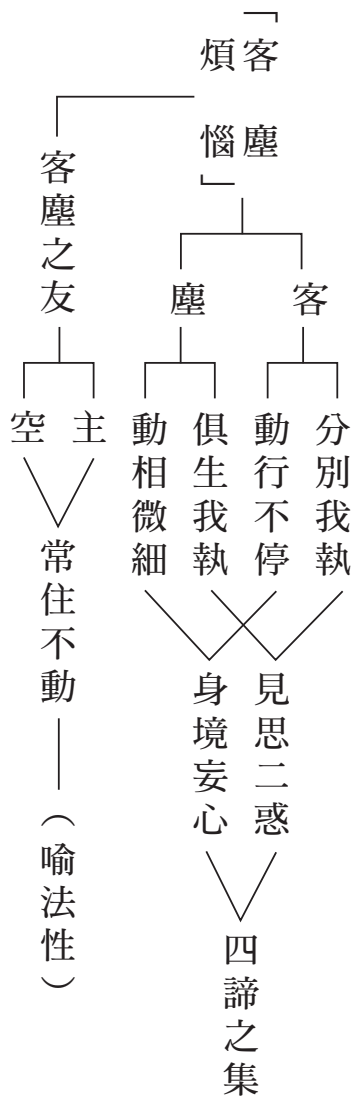 「客塵
煩惱」
客
分別我執
動行不停
塵
俱生我執
動相微細
見思二惑
身境妄心
四諦之集
客塵之友
主
空
常住不動
（喻法性）